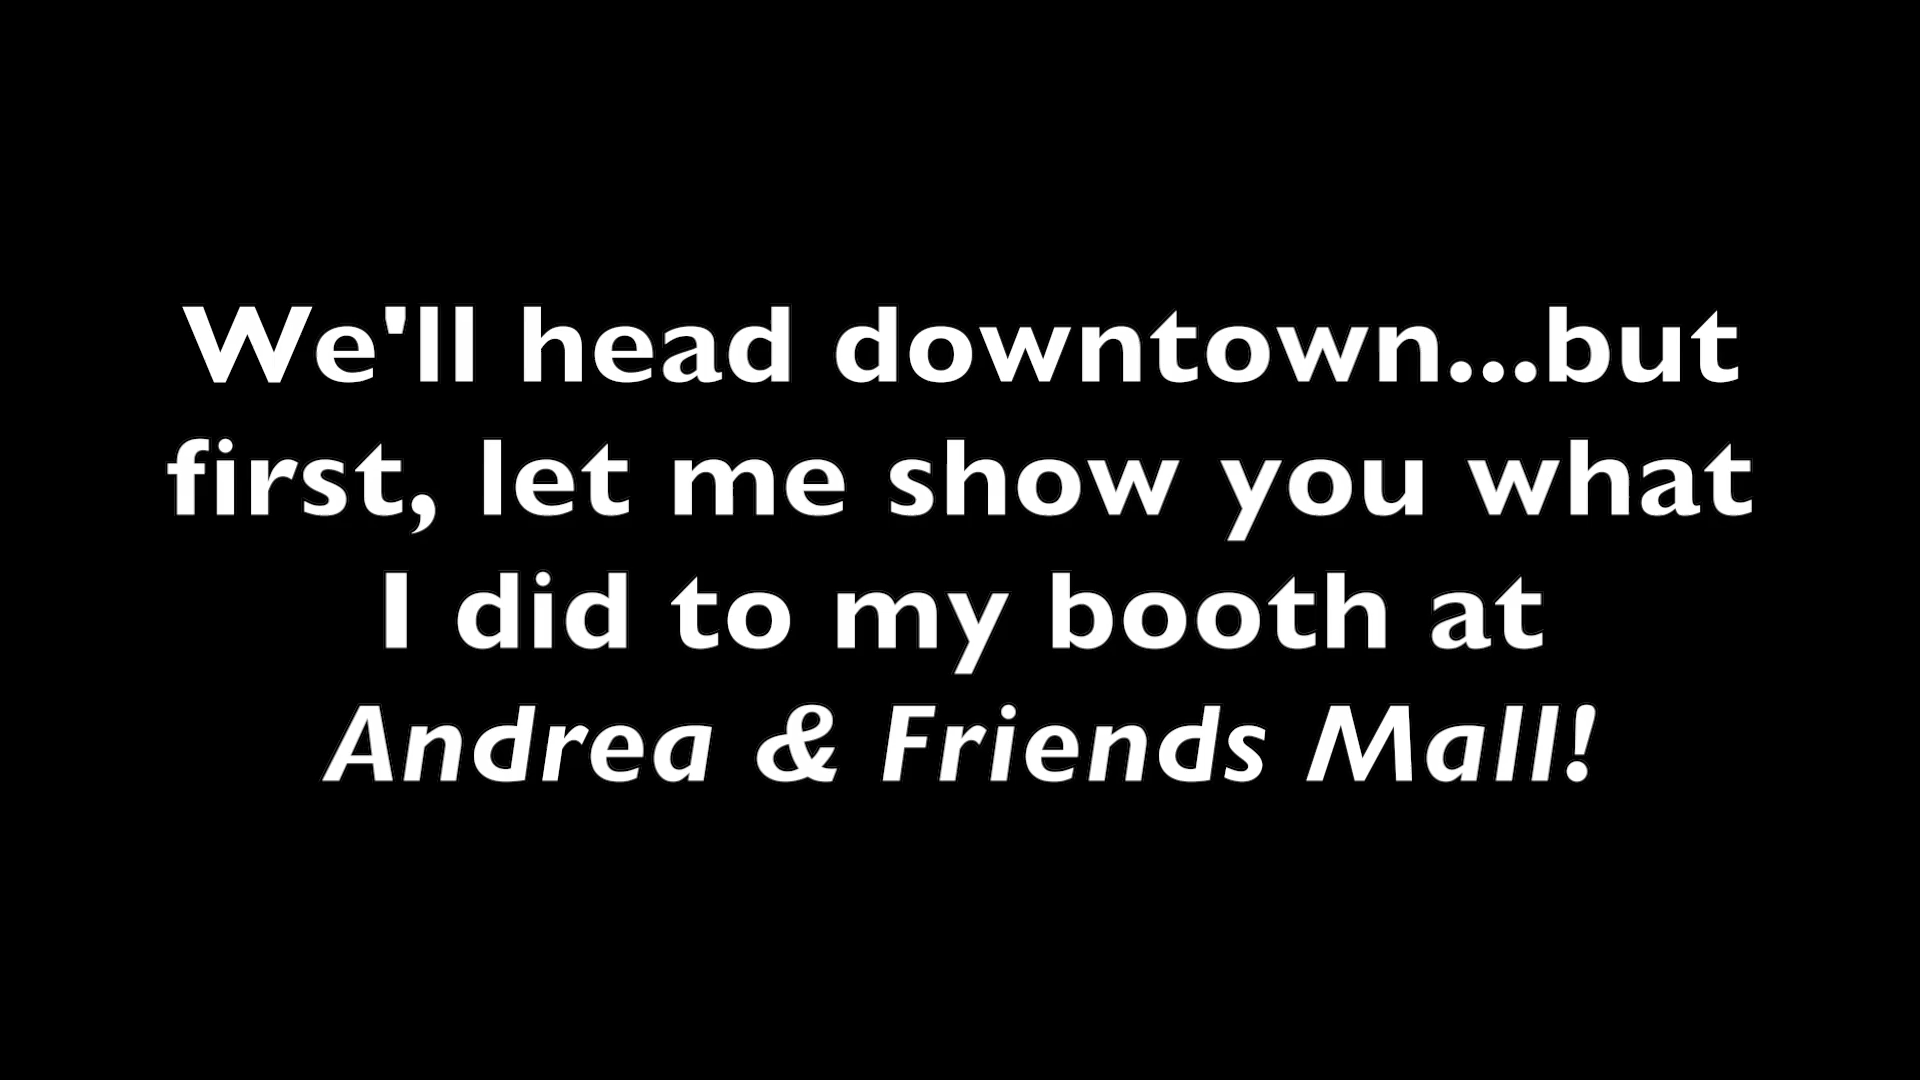 We'll head downtown...but
first, let me show you what
I did to my booth at
Andrea & Friends Mall!